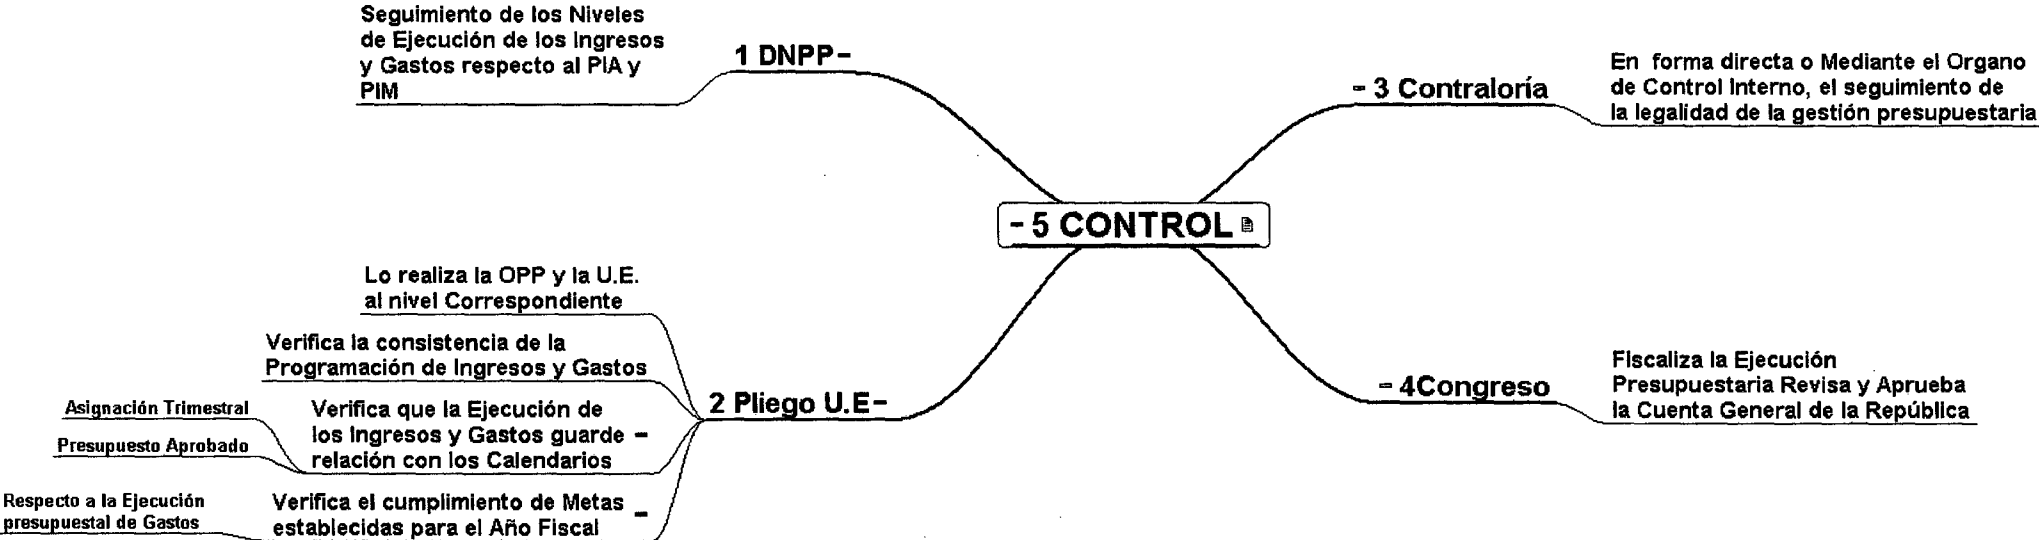 Seguimiento de los Niveles
de Ejecución de los Ingresos
y Gastos respecto al PIA y
PIM
1 DNPP-
- 3 Contraloría
En forma directa o Mediante el Organo
de Control Interno, el seguimiento de
la legalidad de la gestión presupuestaria
- 5 CONTROL
Lo realiza la OPP y la U.E.
al nivel Correspondiente
Verifica la consistencia de la
Programación de Ingresos y Gastos
2 Pliego U.E-
Asignación Trimestral
Presupuesto Aprobado
Verifica que la Ejecución de
los Ingresos y Gastos guarde -
relación con los Calendarios
Respecto a la Ejecución
presupuestal de Gastos
Verifica el cumplimiento de Metas -
establecidas para el Año Fiscal
- 4Congreso
Fiscaliza la Ejecución
Presupuestaria Revisa y Aprueba
la Cuenta General de la República